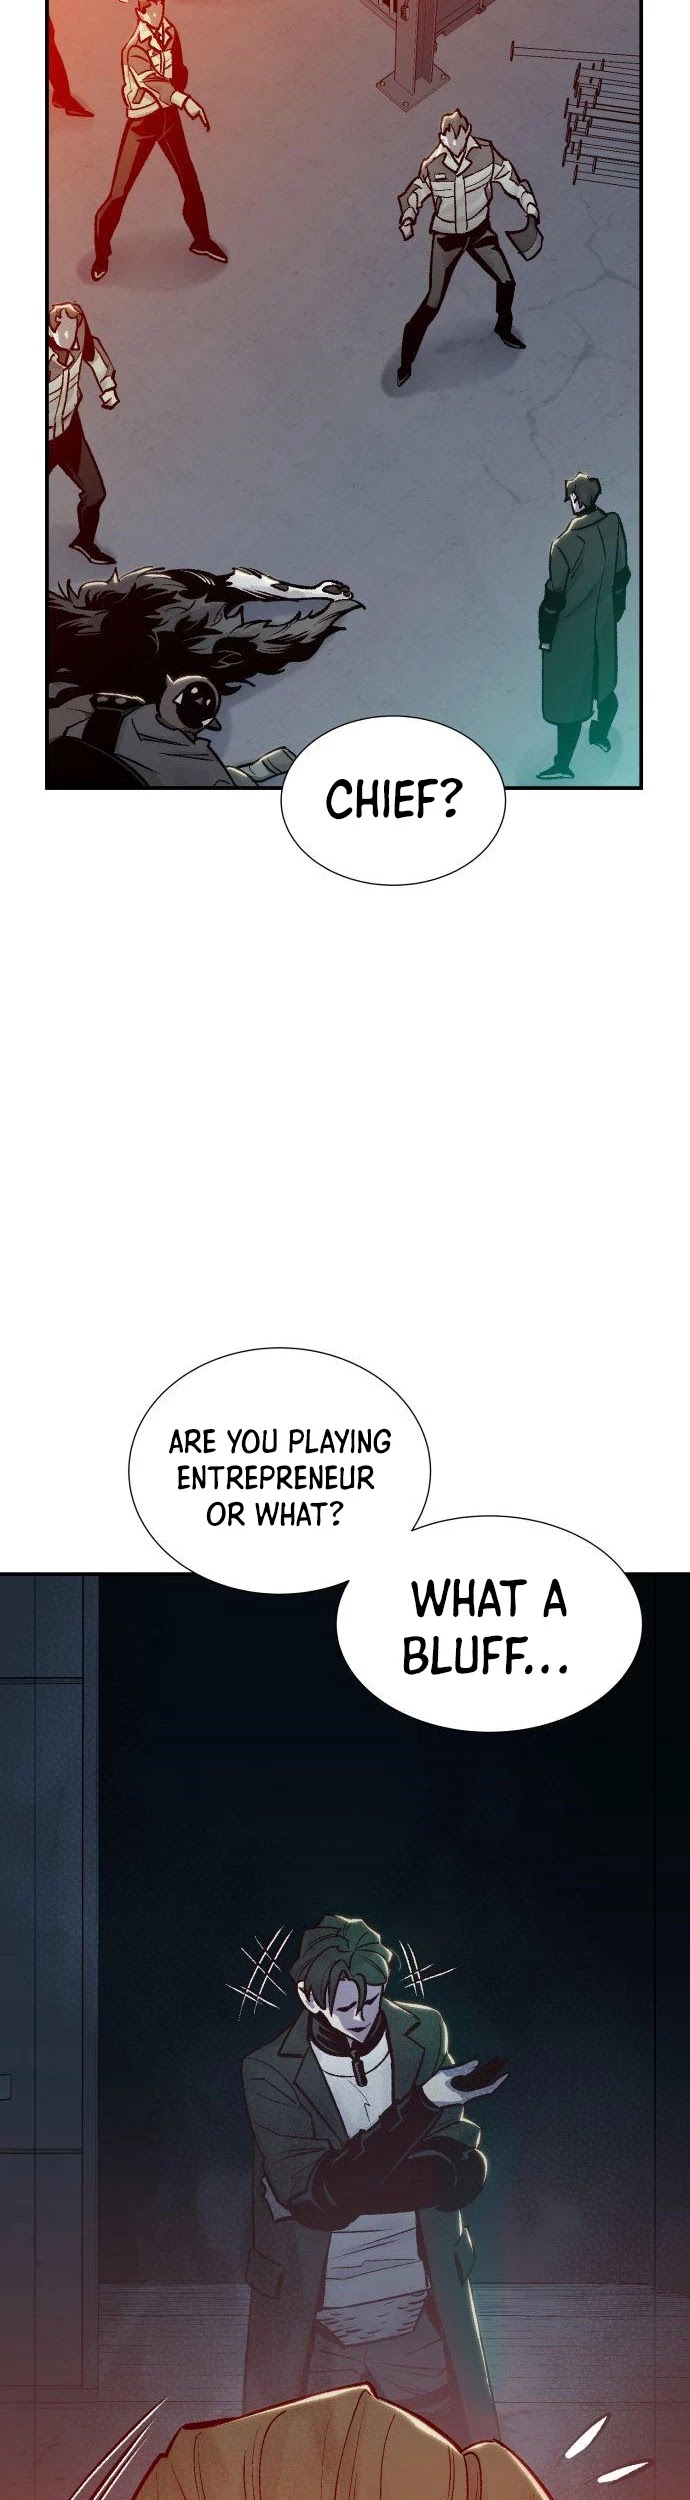 CHIEF?
ARE YOU PLAYING
ENTREPRENEUR
OR WHAT?
WHAT A
BLUFF...